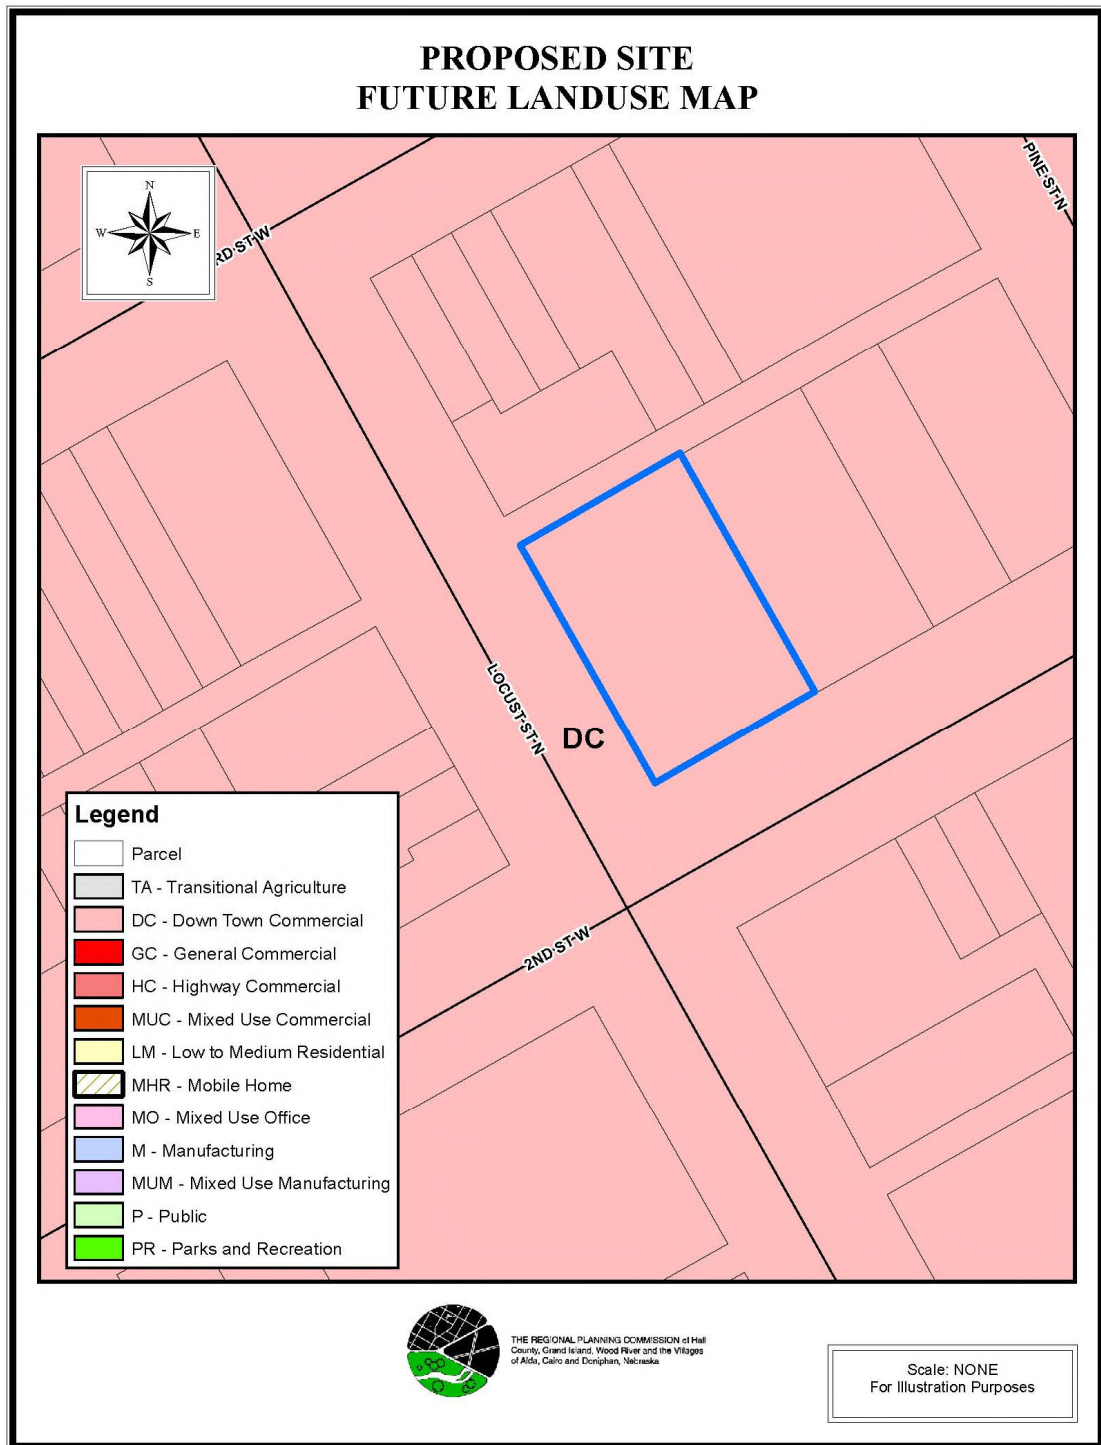 PROPOSED SITE
FUTURE LANDUSE MAP
N
W E
S
RD ST W
PINE ST N
LOCUST ST N
DC
2ND ST W
Legend
Parcel
TA - Transitional Agriculture
DC - Down Town Commercial
GC - General Commercial
HC - Highway Commercial
MUC - Mixed Use Commercial
LM - Low to Medium Residential
MHR - Mobile Home
MO - Mixed Use Office
M - Manufacturing
MUM - Mixed Use Manufacturing
P - Public
PR - Parks and Recreation
THE REGIONAL PLANNING COMMISSION of Hall
County, Grand Island, Wood River and the Villages
of Alda, Cairo and Doniphan, Nebraska
Scale: NONE
For Illustration Purposes